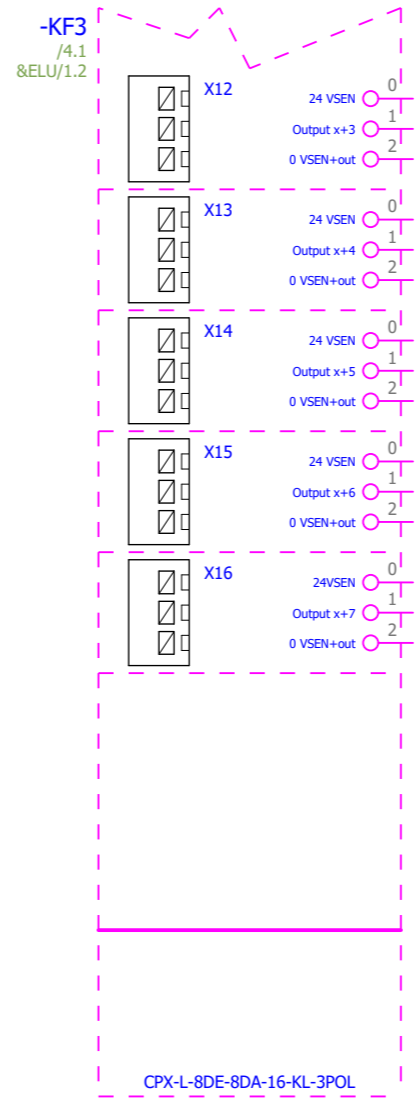 -KF3
/4.1
&ELU/1.2
X12
24 VSEN
0
Output x+3
1
0 VSEN+out
2
X13
24 VSEN
0
Output x+4
1
0 VSEN+out
2
X14
24 VSEN
0
Output x+5
1
0 VSEN+out
2
X15
24 VSEN
0
Output x+6
1
0 VSEN+out
2
X16
24VSEN
0
Output x+7
1
0 VSEN+out
2
CPX-L-8DE-8DA-16-KL-3POL